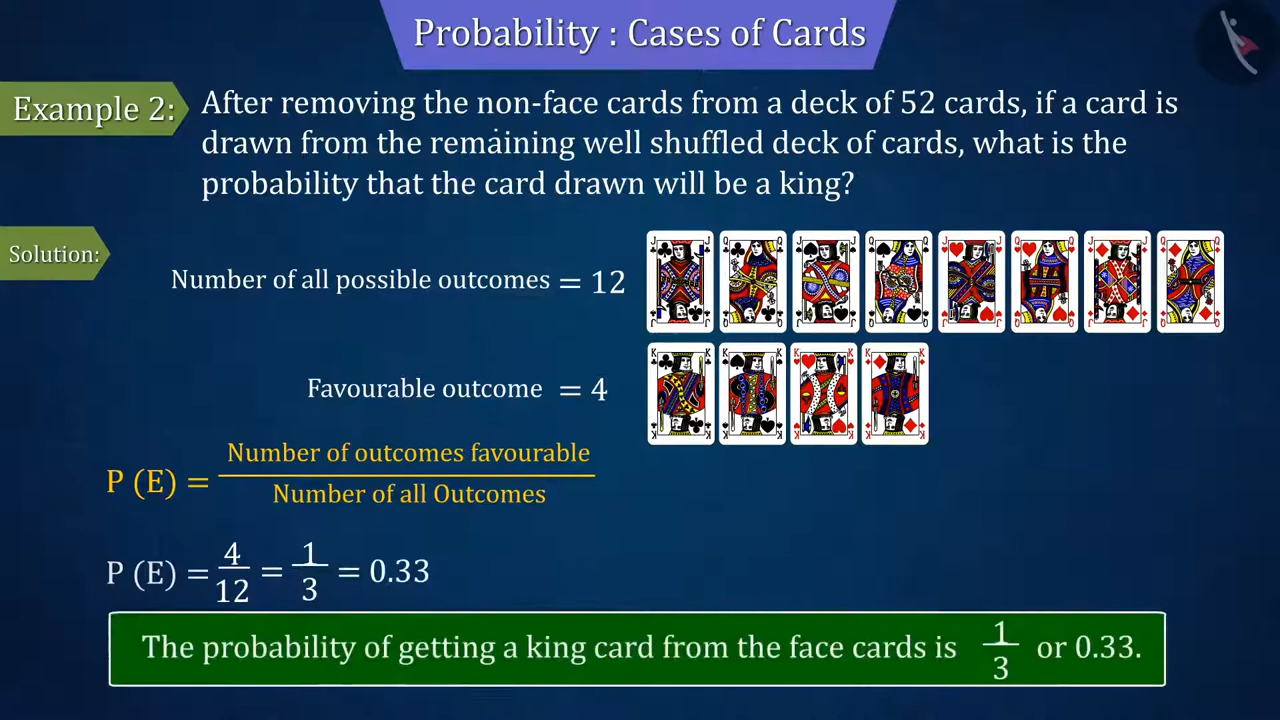 Probability : Cases of Cards
Example 2:
After removing the non-face cards from a deck of 52 cards, if a card is
drawn from the remaining well shuffled deck of cards, what is the
probability that the card drawn will be a king?
Solution:
Number of all possible outcomes = 12
J J Q Q J J Q Q J J Q Q J J Q Q
J J Q Q J J Q Q J J Q Q J J Q Q
Favourable outcome = 4
K K K K K K K K
K K K K K K K K
P (E) = Number of outcomes favourable
Number of all Outcomes
P (E) = 4/12 = 1/3 = 0.33
The probability of getting a king card from the face cards is 1/3 or 0.33.